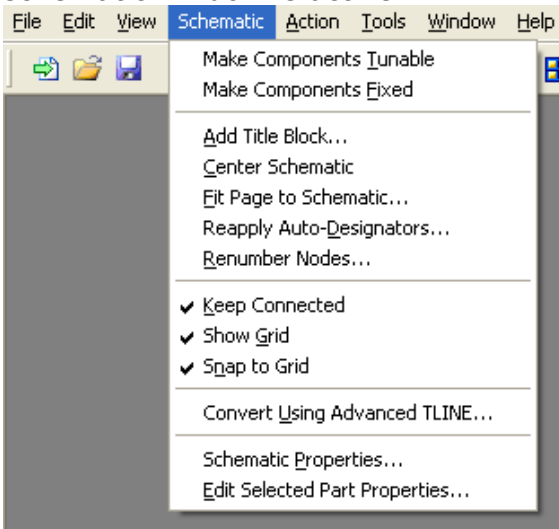 File Edit View Schematic Action Tools Window Help
Make Components Tunable
Make Components Fixed
Add Title Block...
Center Schematic
Fit Page to Schematic...
Reapply Auto-Designators...
Renumber Nodes...
Keep Connected
Show Grid
Snap to Grid
Convert Using Advanced TLINE...
Schematic Properties...
Edit Selected Part Properties...